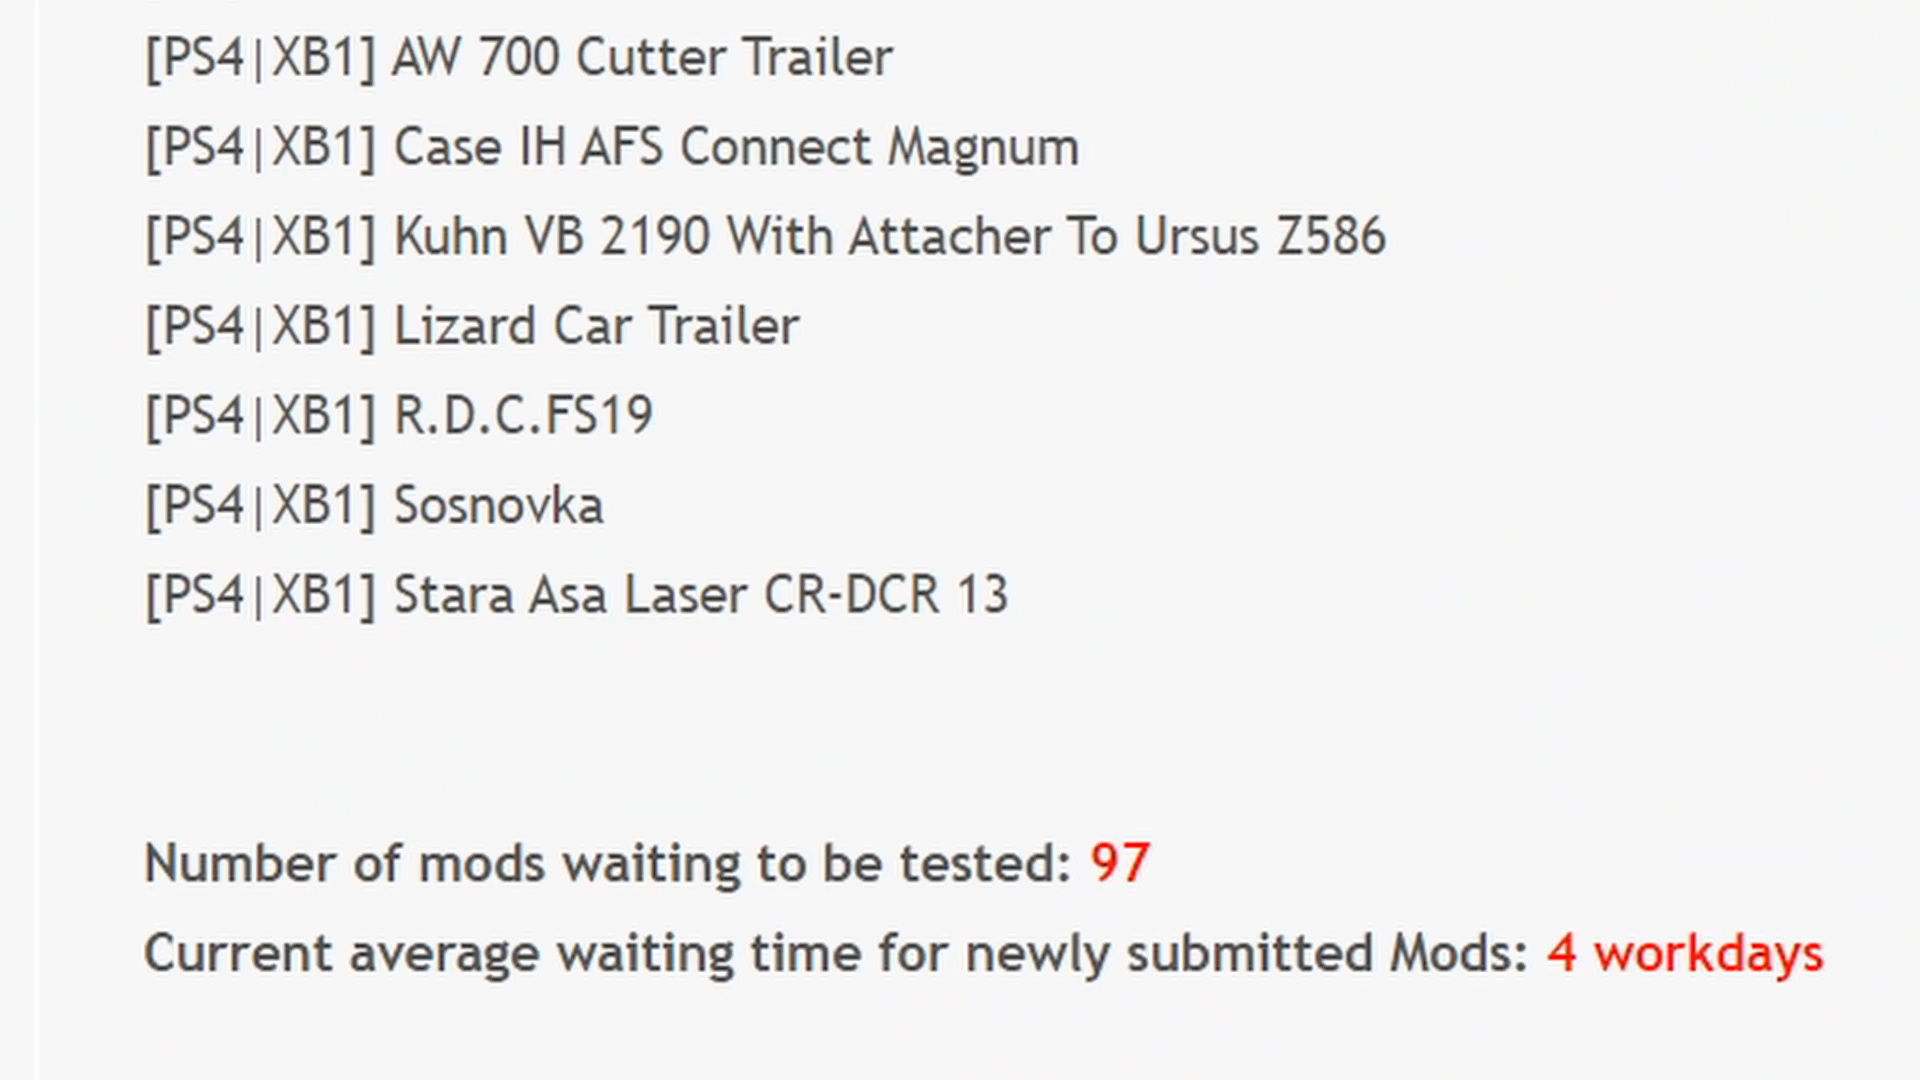 [PS4|XB1] AW 700 Cutter Trailer
[PS4|XB1] Case IH AFS Connect Magnum
[PS4|XB1] Kuhn VB 2190 With Attacher To Ursus Z586
[PS4|XB1] Lizard Car Trailer
[PS4|XB1] R.D.C.FS19
[PS4|XB1] Sosnovka
[PS4|XB1] Stara Asa Laser CR-DCR 13
Number of mods waiting to be tested: 97
Current average waiting time for newly submitted Mods: 4 workdays